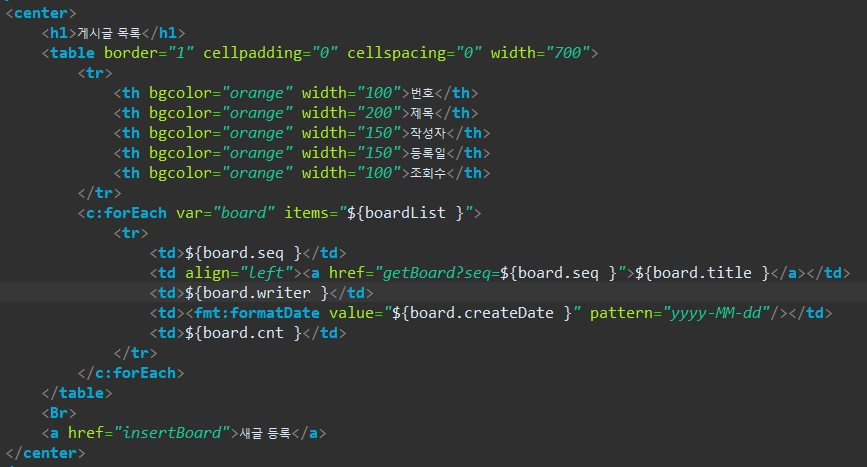 <center>
<h1>게시글 목록</h1>
<table border="1" cellpadding="0" cellspacing="0" width="700">
<tr>
<th bgcolor="orange" width="100">번호</th>
<th bgcolor="orange" width="200">제목</th>
<th bgcolor="orange" width="150">작성자</th>
<th bgcolor="orange" width="150">등록일</th>
<th bgcolor="orange" width="100">조회수</th>
</tr>
<c:forEach var="board" items="${boardList }">
<tr>
<td>${board.seq }</td>
<td align="left"><a href="getBoard?seq=${board.seq }">${board.title }</a></td>
<td>${board.writer }</td>
<td><fmt:formatDate value="${board.createDate }" pattern="yyyy-MM-dd"/></td>
<td>${board.cnt }</td>
</tr>
</c:forEach>
</table>
<Br>
<a href="insertBoard">새글 등록</a>
</center>